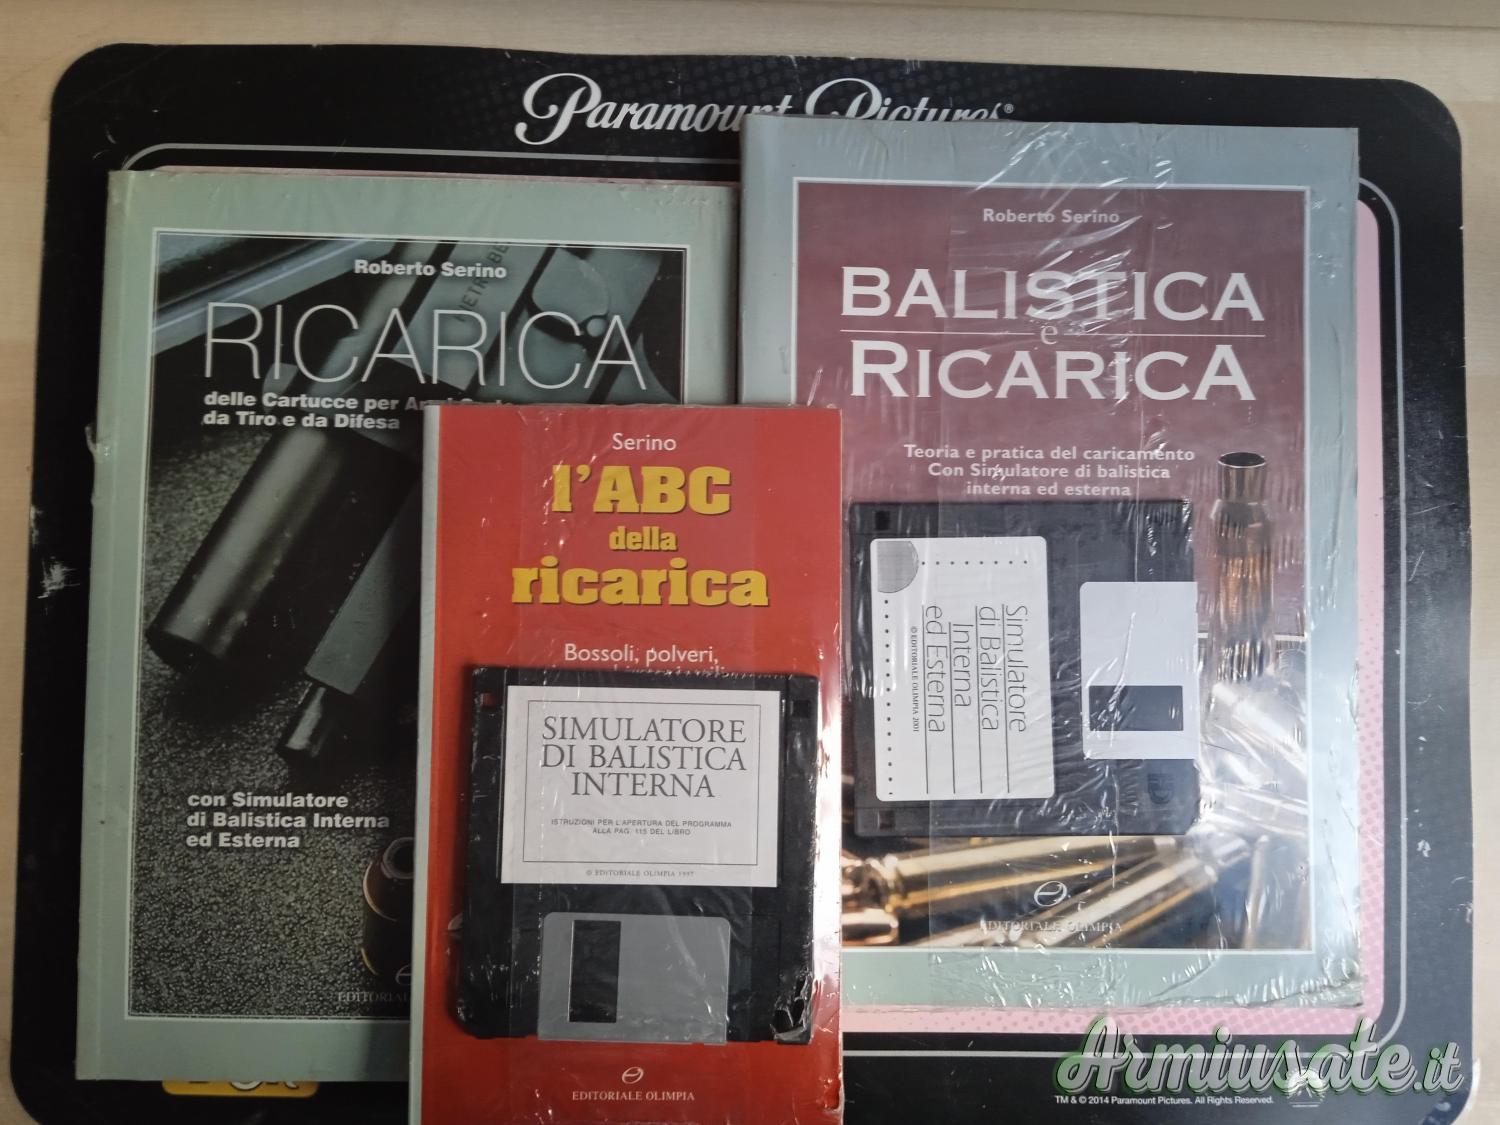 Paramount Pictures®
Roberto Serino
RICARICA
delle Cartucce per
da Tiro e da Difesa
con Simulatore
di Balistica Interna
ed Esterna
Serino
l'ABC
della
ricarica
Bossoli, polveri,
SIMULATORE
DI BALISTICA
INTERNA
ISTRUZIONI PER L'APERTURA DEL PROGRAMMA
ALLA PAG. 115 DEL LIBRO
© EDITORIALE OLIMPIA 1997
EDITORIALE OLIMPIA
Roberto Serino
BALISTICA
e
RICARICA
Teoria e pratica del caricamento
Con Simulatore di balistica
interna ed esterna
Simulatore
di Balistica
Interna
ed Esterna
© EDITORIALE OLIMPIA 2001
EDITORIALE OLIMPIA
Armiusate.it
TM & © 2014 Paramount Pictures. All Rights Reserved.